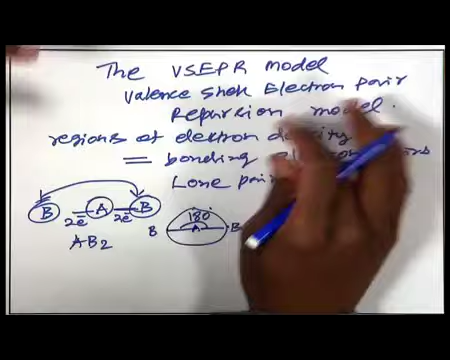 The VSEPR model
Valence Shell Electron pair
Repulsion model.
regions of electron density
= bonding
Lone pair
B A B
2e 2e
AB2
180°
B A B